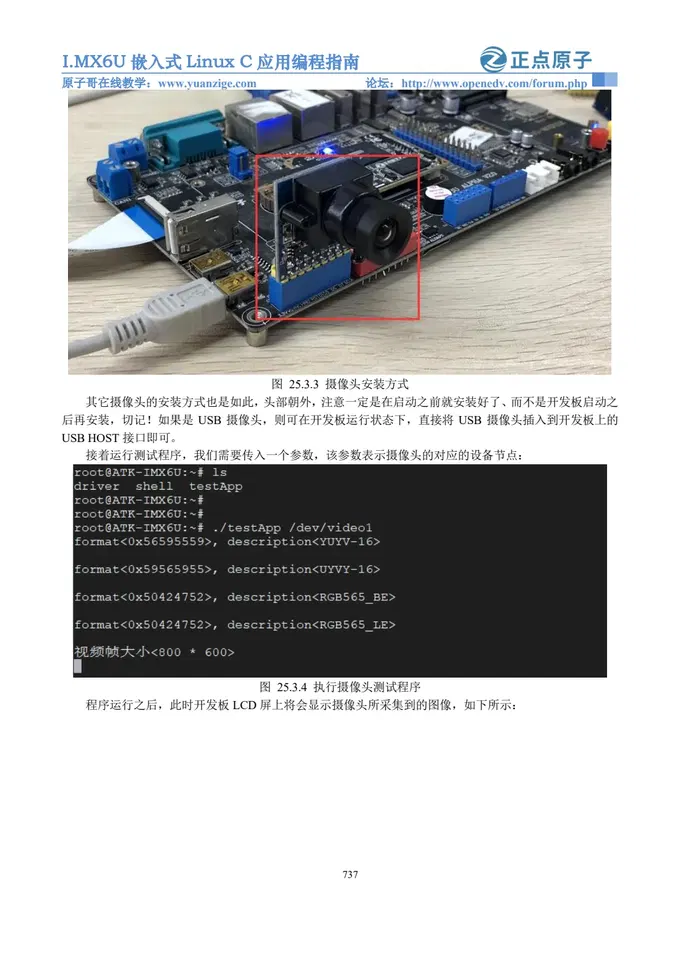 I.MX6U 嵌入式 Linux C 应用编程指南
正点原子
原子哥在线教学：www.yuanzige.com
论坛：http://www.openedv.com/forum.php
图 25.3.3 摄像头安装方式
其它摄像头的安装方式也是如此，头部朝外，注意一定是在启动之前就安装好了、而不是开发板启动之
后再安装，切记！如果是 USB 摄像头，则可在开发板运行状态下，直接将 USB 摄像头插入到开发板上的
USB HOST 接口即可。
接着运行测试程序，我们需要传入一个参数，该参数表示摄像头的对应的设备节点：
root@ATK-IMX6U:~# ls
driver  shell  testApp
root@ATK-IMX6U:~#
root@ATK-IMX6U:~#
root@ATK-IMX6U:~# ./testApp /dev/video1
format<0x56595559>, description<YUYV-16>
format<0x59565955>, description<UYVY-16>
format<0x50424752>, description<RGB565_BE>
format<0x50424752>, description<RGB565_LE>
视频帧大小<800 * 600>
图 25.3.4 执行摄像头测试程序
程序运行之后，此时开发板 LCD 屏上将会显示摄像头所采集到的图像，如下所示：
737